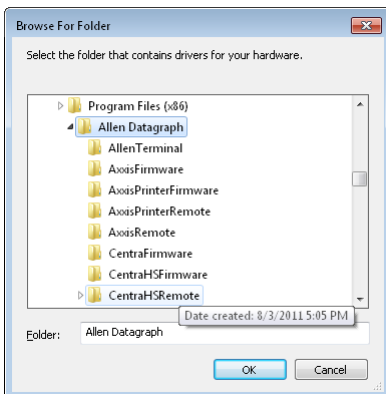 Browse For Folder
Select the folder that contains drivers for your hardware.
Program Files (x86)
Allen Datagraph
AllenTerminal
AxxisFirmware
AxxisPrinterFirmware
AxxisPrinterRemote
AxxisRemote
CentraFirmware
CentraHSFirmware
CentraHSRemote
Date created: 8/3/2011 5:05 PM
Folder: Allen Datagraph
OK Cancel